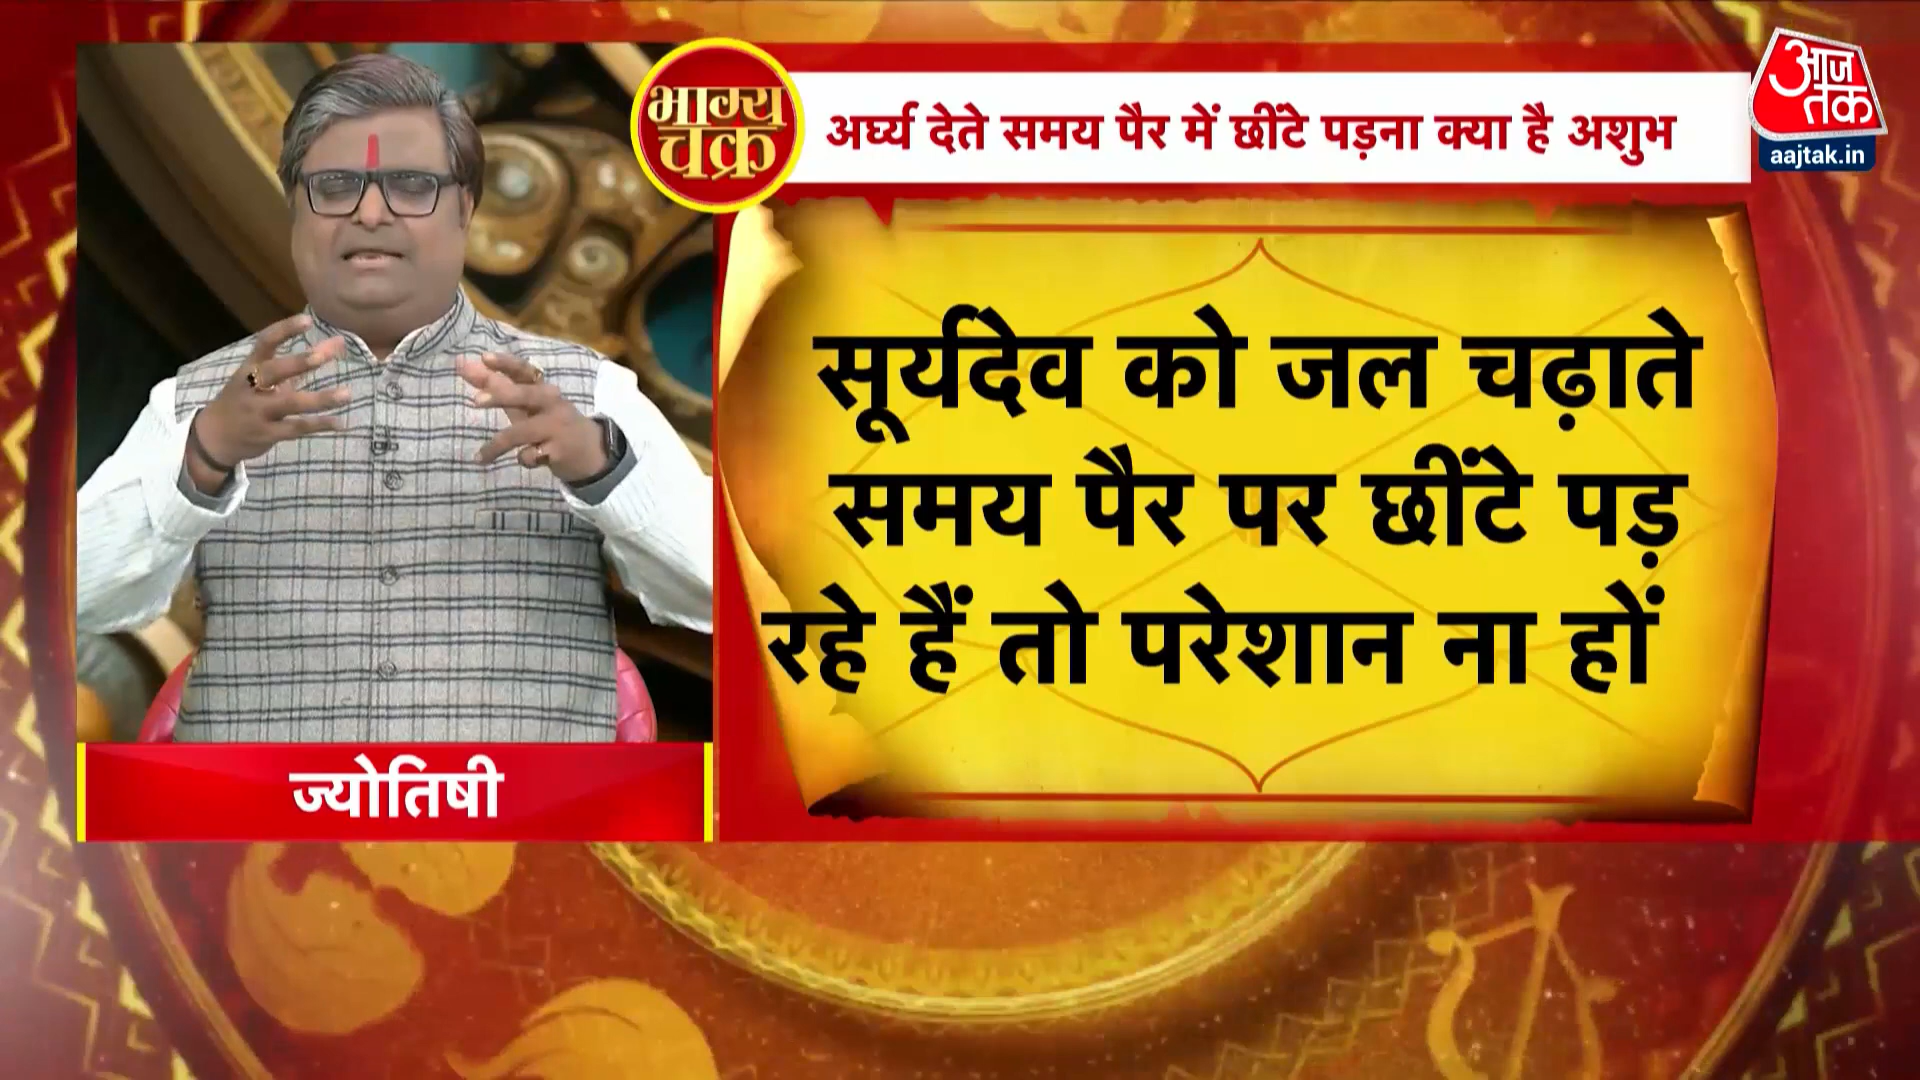 भाग्य
चक्र
अर्घ्य देते समय पैर में छींटे पड़ना क्या है अशुभ
आज
तक
aajtak.in
सूर्यदेव को जल चढ़ाते
समय पैर पर छींटे पड़
रहे हैं तो परेशान ना हों
ज्योतिषी